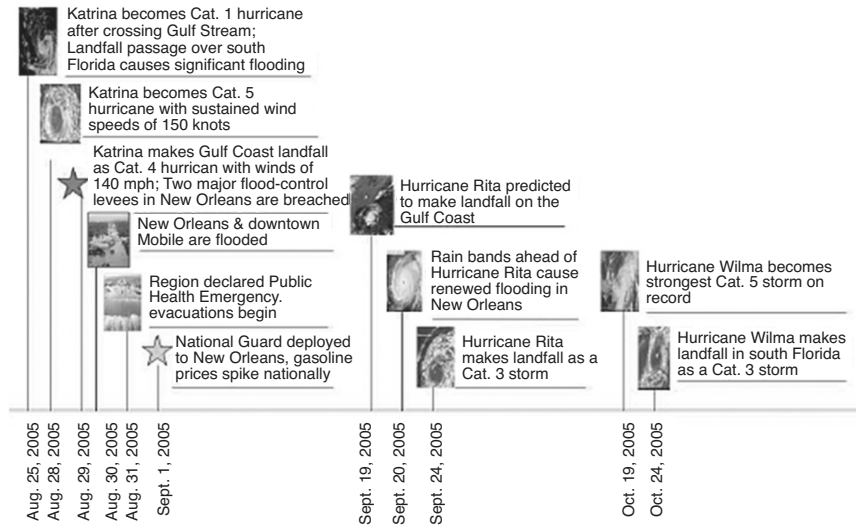 Katrina becomes Cat. 1 hurricane
after crossing Gulf Stream;
Landfall passage over south
Florida causes significant flooding
Katrina becomes Cat. 5
hurricane with sustained wind
speeds of 150 knots
Katrina makes Gulf Coast landfall
as Cat. 4 hurrican with winds of
140 mph; Two major flood-control
levees in New Orleans are breached
New Orleans & downtown
Mobile are flooded
Region declared Public
Health Emergency.
evacuations begin
National Guard deployed
to New Orleans, gasoline
prices spike nationally
Hurricane Rita predicted
to make landfall on the
Gulf Coast
Rain bands ahead of
Hurricane Rita cause
renewed flooding in
New Orleans
Hurricane Rita
makes landfall as a
Cat. 3 storm
Hurricane Wilma becomes
strongest Cat. 5 storm on
record
Hurricane Wilma makes
landfall in south Florida
as a Cat. 3 storm
Aug. 25, 2005
Aug. 28, 2005
Aug. 29, 2005
Aug. 30, 2005
Aug. 31, 2005
Sept. 1, 2005
Sept. 19, 2005
Sept. 20, 2005
Sept. 24, 2005
Oct. 19, 2005
Oct. 24, 2005